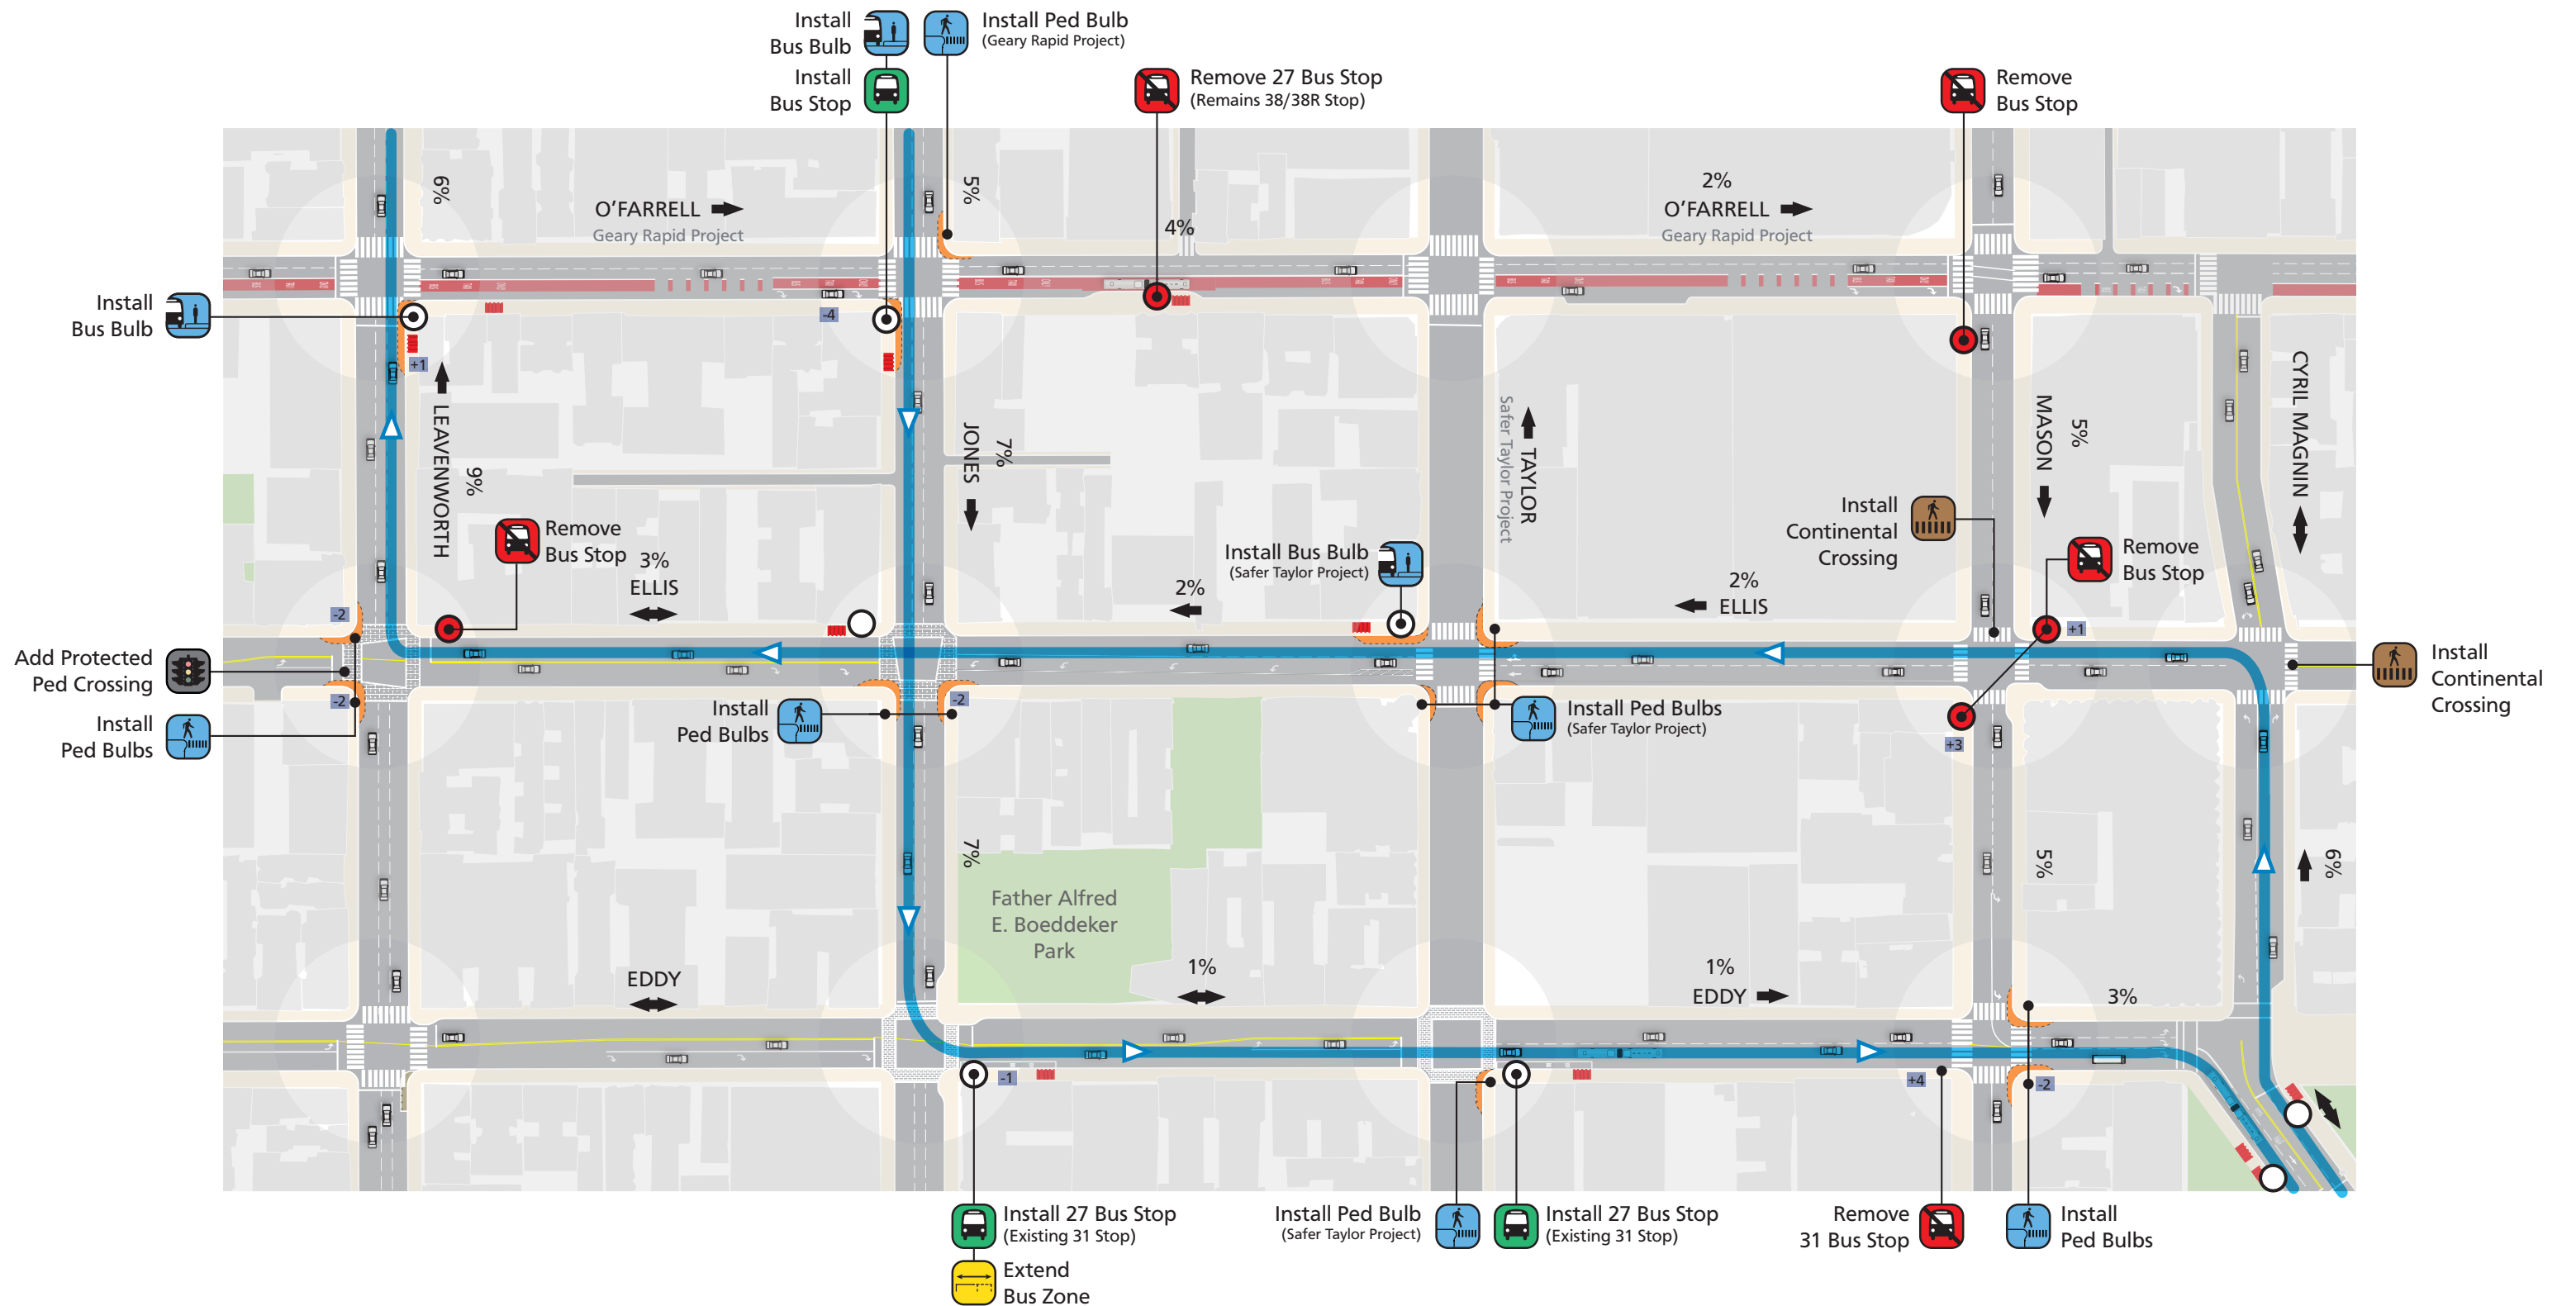 Install
Bus Bulb
Install Ped Bulb
(Geary Rapid Project)
Install
Bus Stop
Remove 27 Bus Stop
(Remains 38/38R Stop)
Remove
Bus Stop
6%
O'FARRELL
Geary Rapid Project
5%
4%
2%
O'FARRELL
Geary Rapid Project
Install
Bus Bulb
+1
-4
LEAVENWORTH
9%
JONES
7%
TAYLOR
Safer Taylor Project
MASON
5%
CYRIL MAGNIN
Remove
Bus Stop
3%
ELLIS
Install Bus Bulb
(Safer Taylor Project)
2%
2%
ELLIS
Install
Continental
Crossing
Remove
Bus Stop
+1
-2
Add Protected
Ped Crossing
-2
Install
Ped Bulbs
Install
Ped Bulbs
-2
Install Ped Bulbs
(Safer Taylor Project)
+3
Install
Continental
Crossing
7%
Father Alfred
E. Boeddeker
Park
5%
6%
EDDY
1%
1%
EDDY
3%
-1
+4
-2
Install 27 Bus Stop
(Existing 31 Stop)
Extend
Bus Zone
Install Ped Bulb
(Safer Taylor Project)
Install 27 Bus Stop
(Existing 31 Stop)
Remove
31 Bus Stop
Install
Ped Bulbs